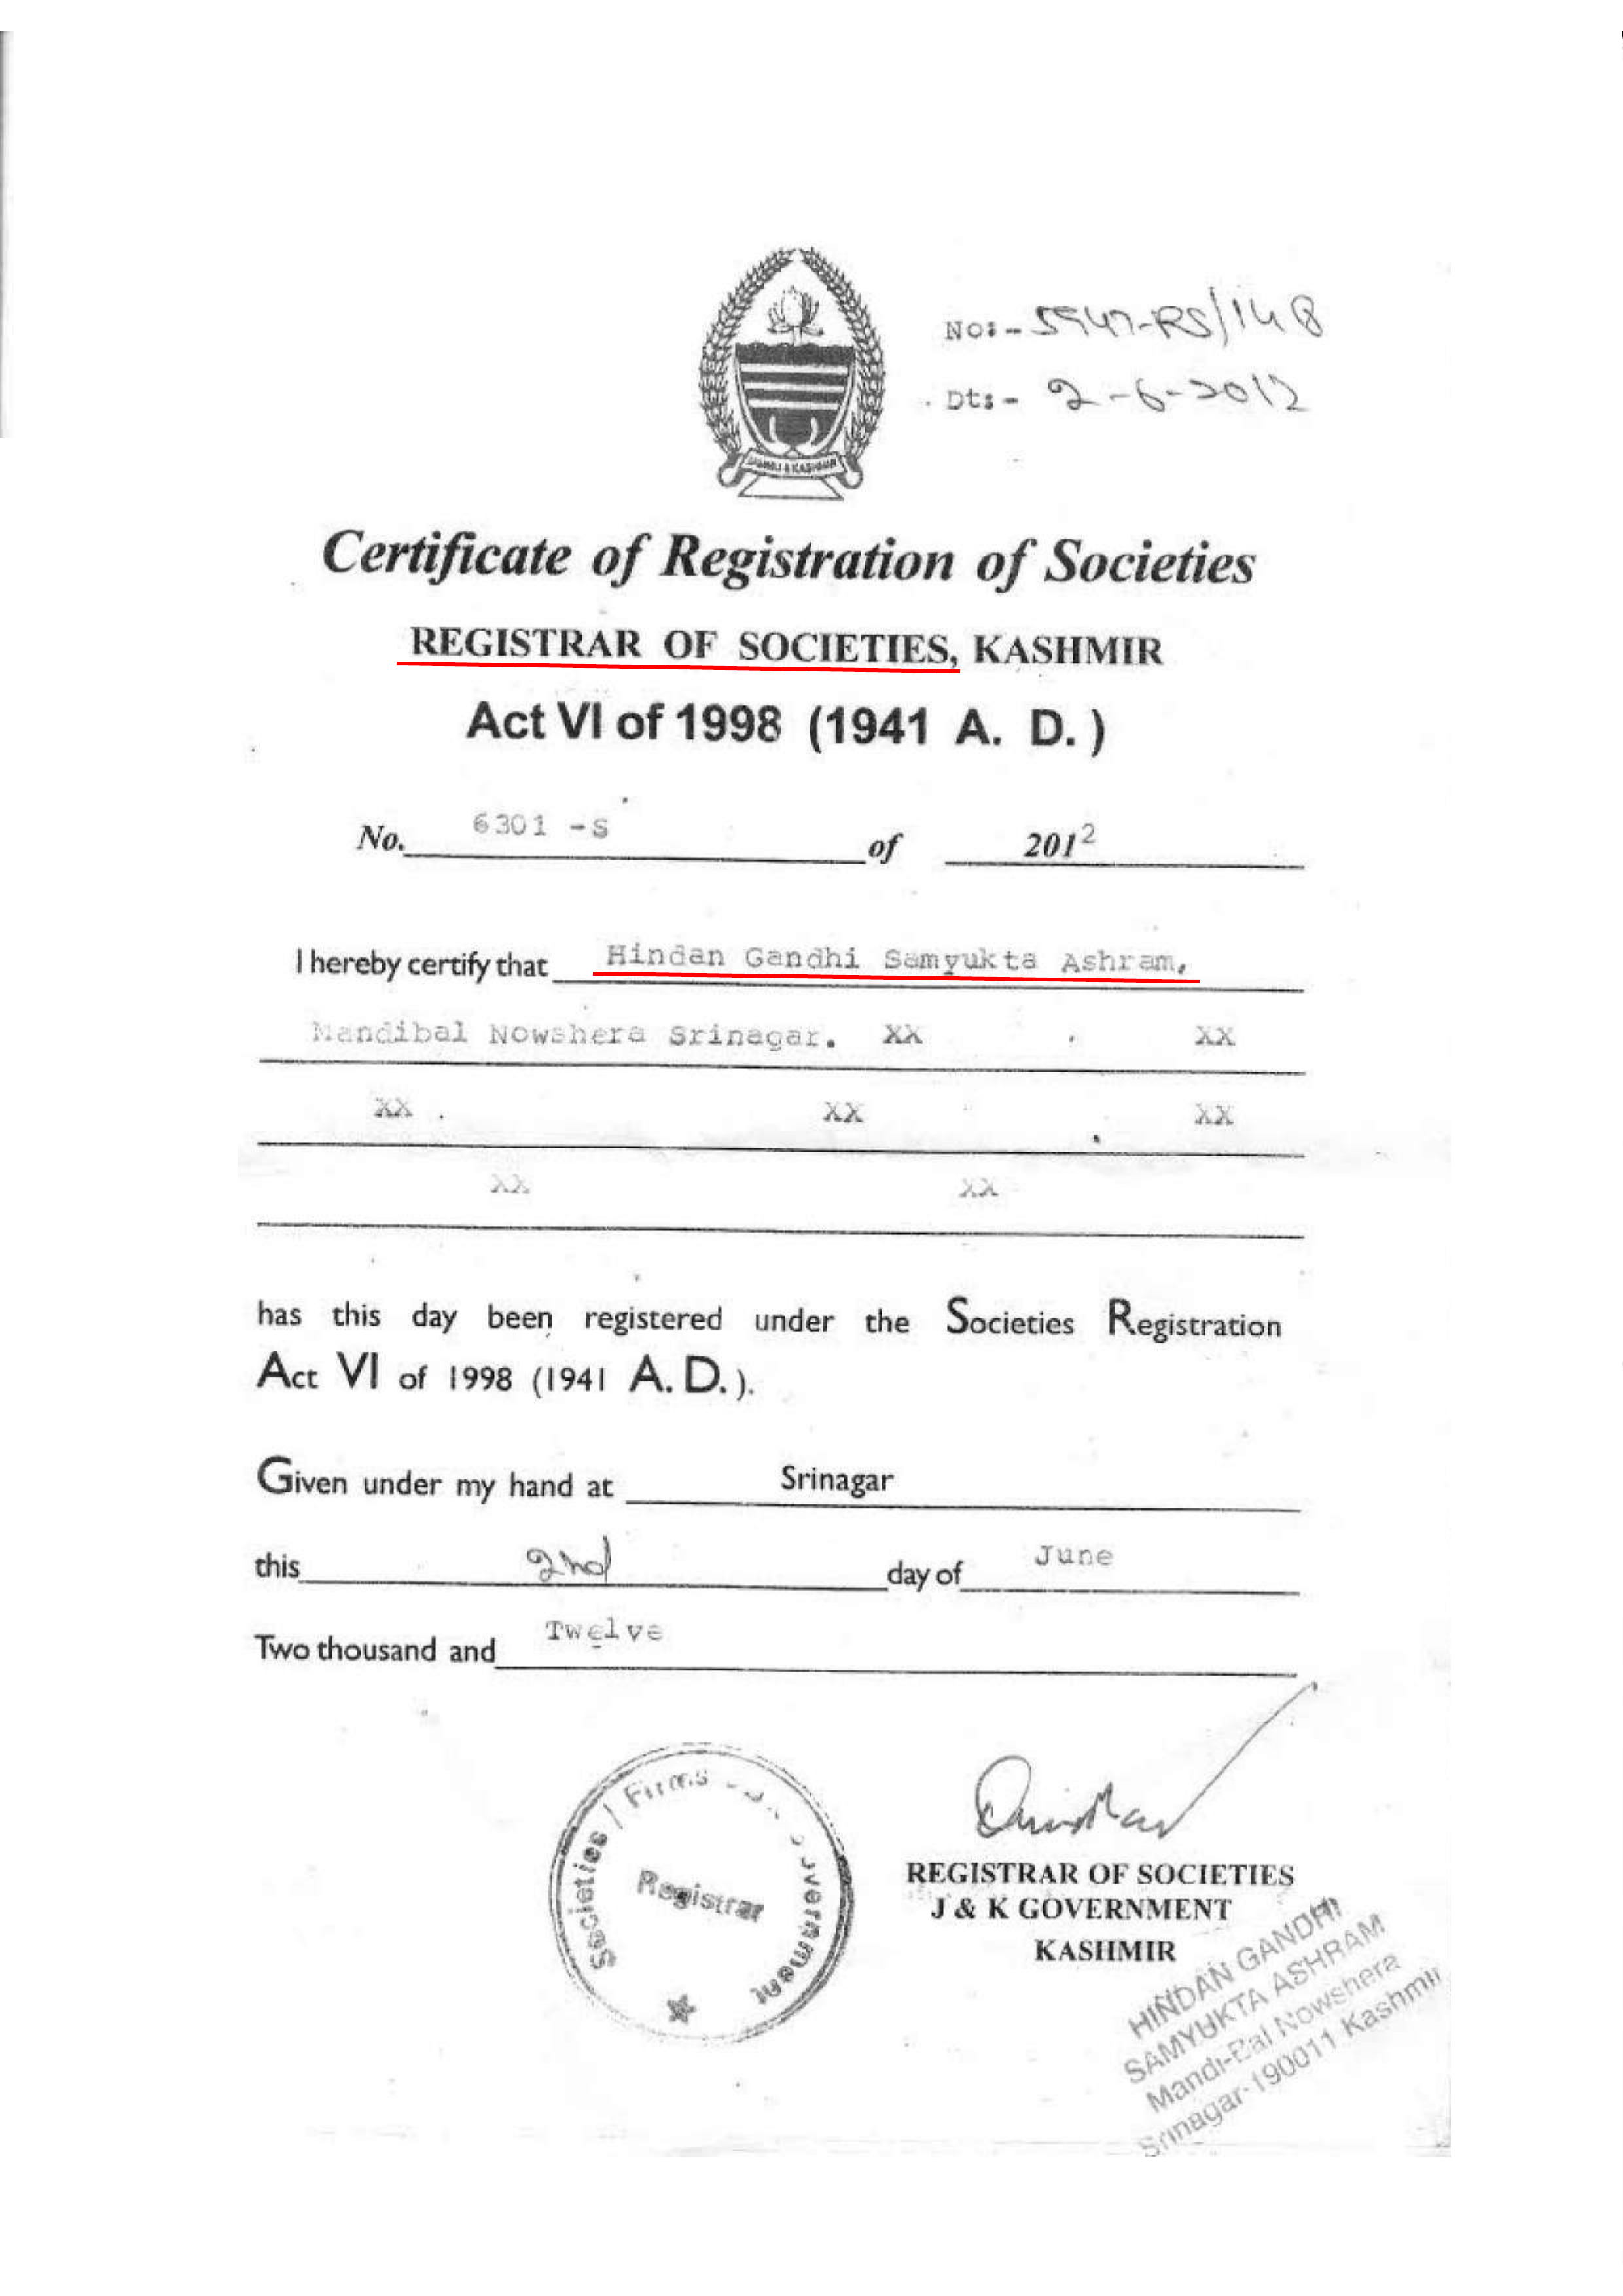 No:- 5947-RS/148
Dt:- 2-6-2012
JAMMU & KASHMIR
Certificate of Registration of Societies
REGISTRAR OF SOCIETIES, KASHMIR
Act VI of 1998 (1941 A. D.)
No. 6301 -S of 2012
I hereby certify that Hindan Gandhi Samyukta Ashram,
Mandibal Nowshera Srinagar. XX XX
XX XX XX
XX XX
has this day been registered under the Societies Registration
Act VI of 1998 (1941 A. D.).
Given under my hand at Srinagar
this 2nd day of June
Two thousand and Twelve
Societies / Firms
Registrar
REGISTRAR OF SOCIETIES
J & K GOVERNMENT
KASHMIR
HINDAN GANDHI
SAMYUKTA ASHRAM
Mandi-Bal Nowshera
Srinagar-190011 Kashmir